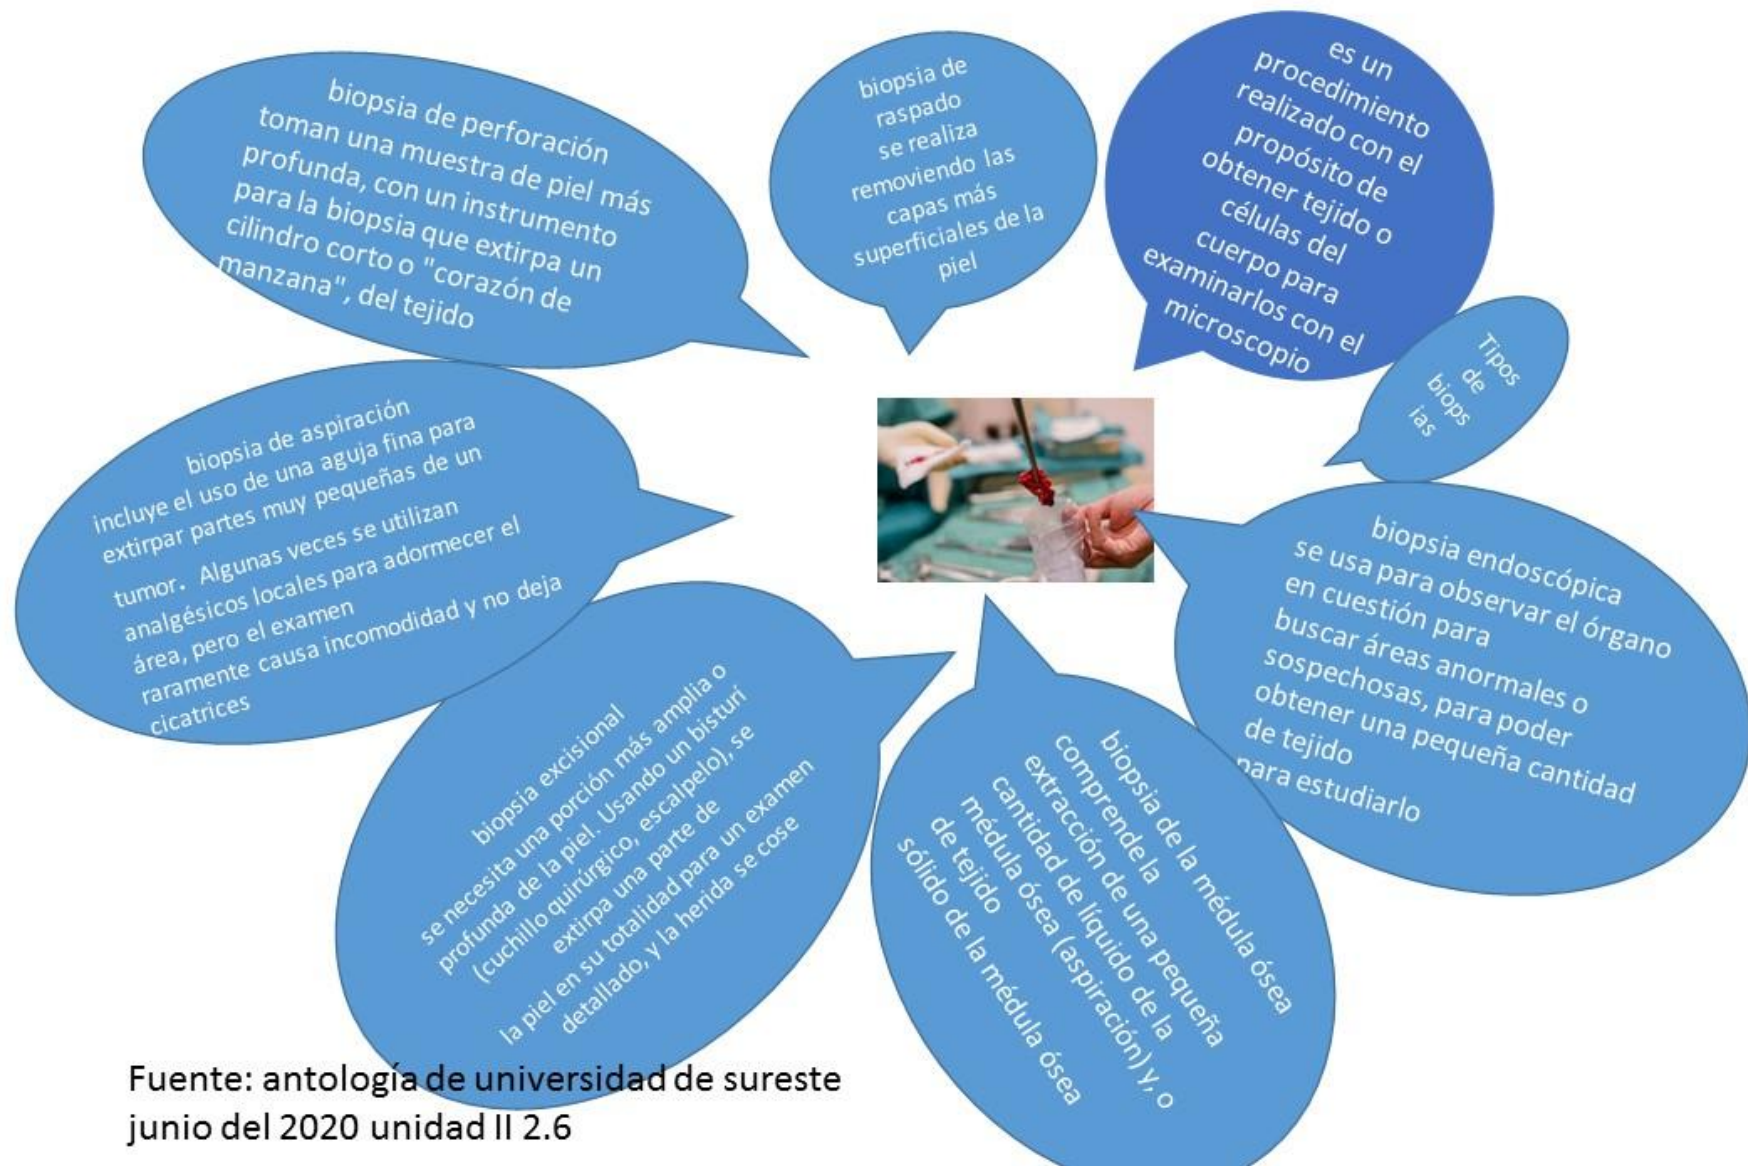 es un
procedimiento
realizado con el
propósito de
obtener tejido o
células del
cuerpo para
examinarlos con el
microscopio
Tipos
de
biops
ias
biopsia endoscópica
se usa para observar el órgano
en cuestión para
buscar áreas anormales o
sospechosas, para poder
obtener una pequeña cantidad
de tejido
para estudiarlo
biopsia de la médula ósea
comprende la
extracción de una pequeña
cantidad de líquido de la
médula ósea (aspiración) y, o
de tejido
sólido de la médula ósea
biopsia excisional
se necesita una porción más amplia o
profunda de la piel. Usando un bisturí
(cuchillo quirúrgico, escalpelo), se
extirpa una parte de
la piel en su totalidad para un examen
detallado, y la herida se cose
biopsia de aspiración
incluye el uso de una aguja fina para
extirpar partes muy pequeñas de un
tumor. Algunas veces se utilizan
analgésicos locales para adormecer el
área, pero el examen
raramente causa incomodidad y no deja
cicatrices
biopsia de perforación
toman una muestra de piel más
profunda, con un instrumento
para la biopsia que extirpa un
cilindro corto o "corazón de
manzana", del tejido
biopsia de
raspado
se realiza
removiendo las
capas más
superficiales de la
piel
Fuente: antología de universidad de sureste
junio del 2020 unidad II 2.6